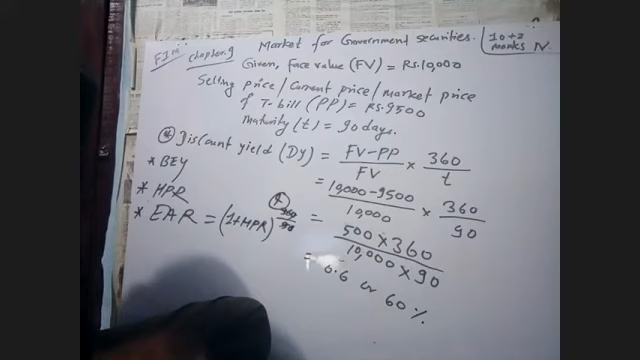 FIM
chapter.9
Market for Government securities.
10+2 marks N.
Given, Face value (FV) = Rs.10,000
Selling price/current price/market price
of T-bill (PP) = Rs.9500
Maturity (t) = 90 days.
* Discount yield (Dy) = FV-PP / FV × 360 / t
* BEY
= 10,000-9500 / 10,000 × 360 / 90
* HPR
* EAR = (1+HPR)
= 500×360 / 10,000×90
= 0.6 or 60%